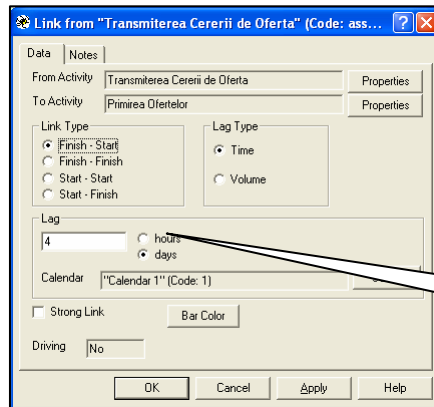 Link from "Transmiterea Cererii de Oferta" (Code: ass...
Data Notes
From Activity Transmiterea Cererii de Oferta Properties
To Activity Primirea Ofertelor Properties
Link Type Lag Type
Finish - Start Time
Finish - Finish
Start - Start Volume
Start - Finish
Lag
4 hours
days
Calendar "Calendar 1" (Code: 1)
Strong Link Bar Color
Driving No
OK Cancel Apply Help